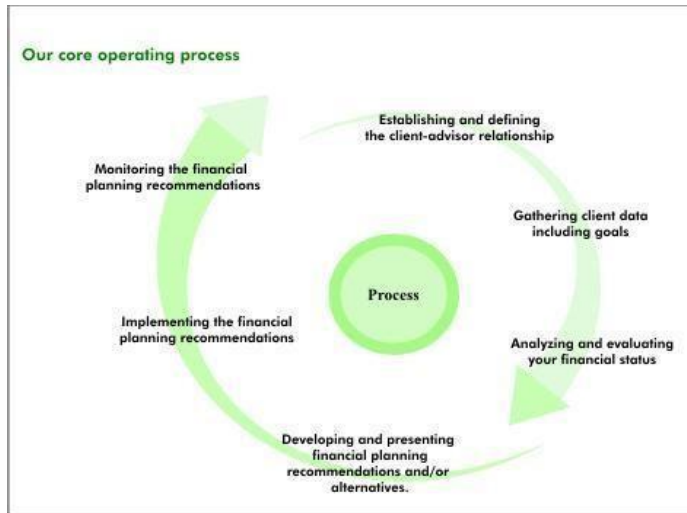 Our core operating process
Establishing and defining
the client-advisor relationship
Gathering client data
including goals
Analyzing and evaluating
your financial status
Developing and presenting
financial planning
recommendations and/or
alternatives.
Implementing the financial
planning recommendations
Monitoring the financial
planning recommendations
Process